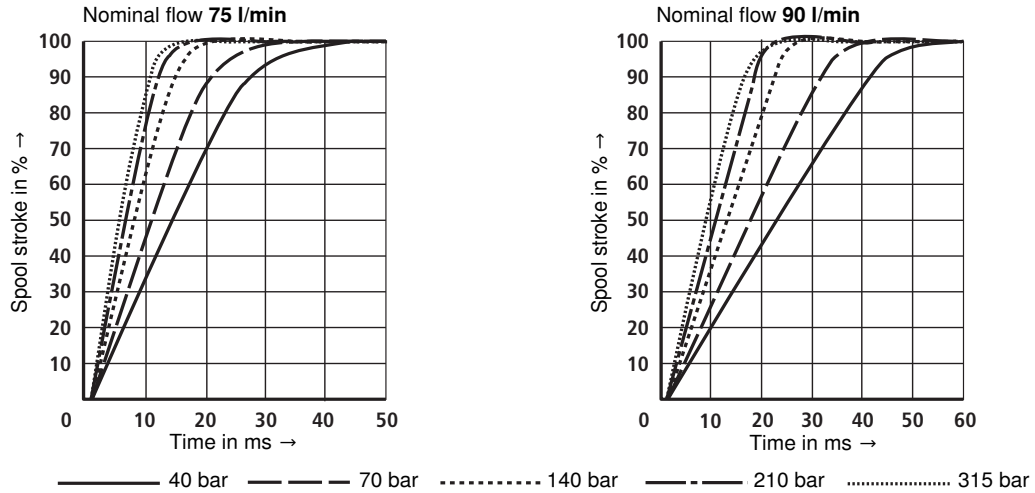 Nominal flow 75 l/min
Spool stroke in % →
100
90
80
70
60
50
40
30
20
10
0
10 20 30 40 50
Time in ms →
Nominal flow 90 l/min
Spool stroke in % →
100
90
80
70
60
50
40
30
20
10
0
10 20 30 40 50 60
Time in ms →
40 bar 70 bar 140 bar 210 bar 315 bar